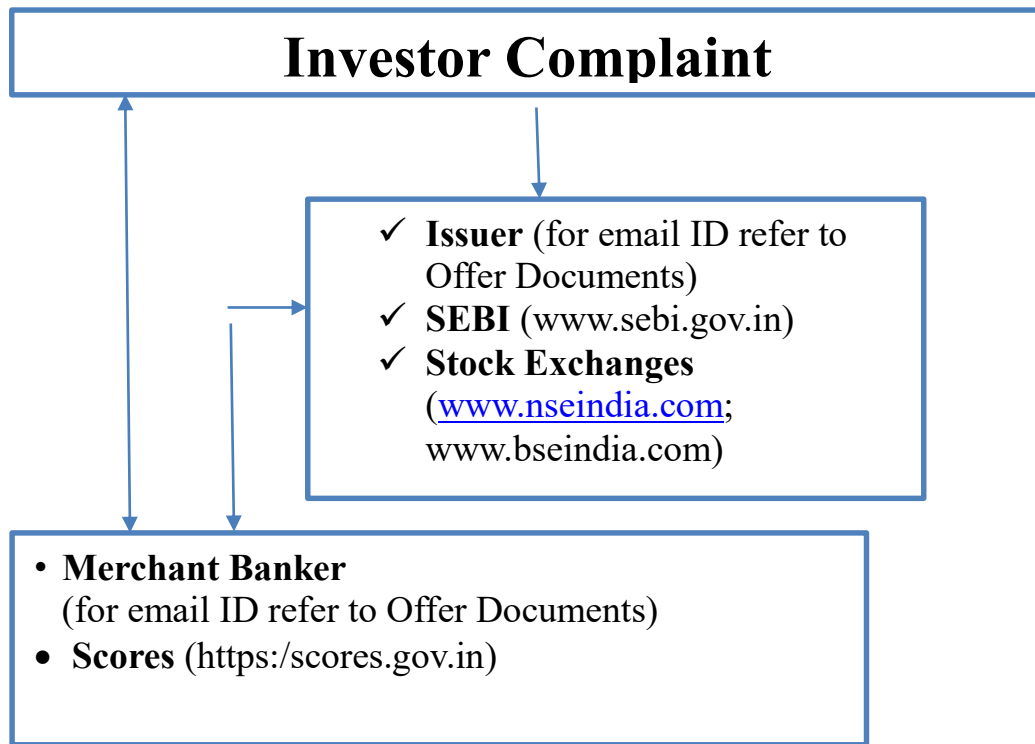 Investor Complaint
✓ Issuer (for email ID refer to
Offer Documents)
✓ SEBI (www.sebi.gov.in)
✓ Stock Exchanges
(www.nseindia.com;
www.bseindia.com)
• Merchant Banker
(for email ID refer to Offer Documents)
• Scores (https:/scores.gov.in)